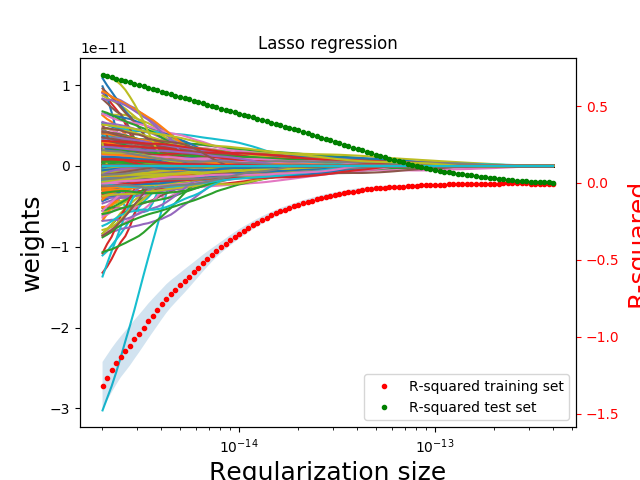 Lasso regression
1e−11
1
0
−1
−2
−3
weights
0.5
0.0
−0.5
−1.0
−1.5
R-squared
R-squared training set
R-squared test set
10⁻¹⁴
10⁻¹³
Regularization size